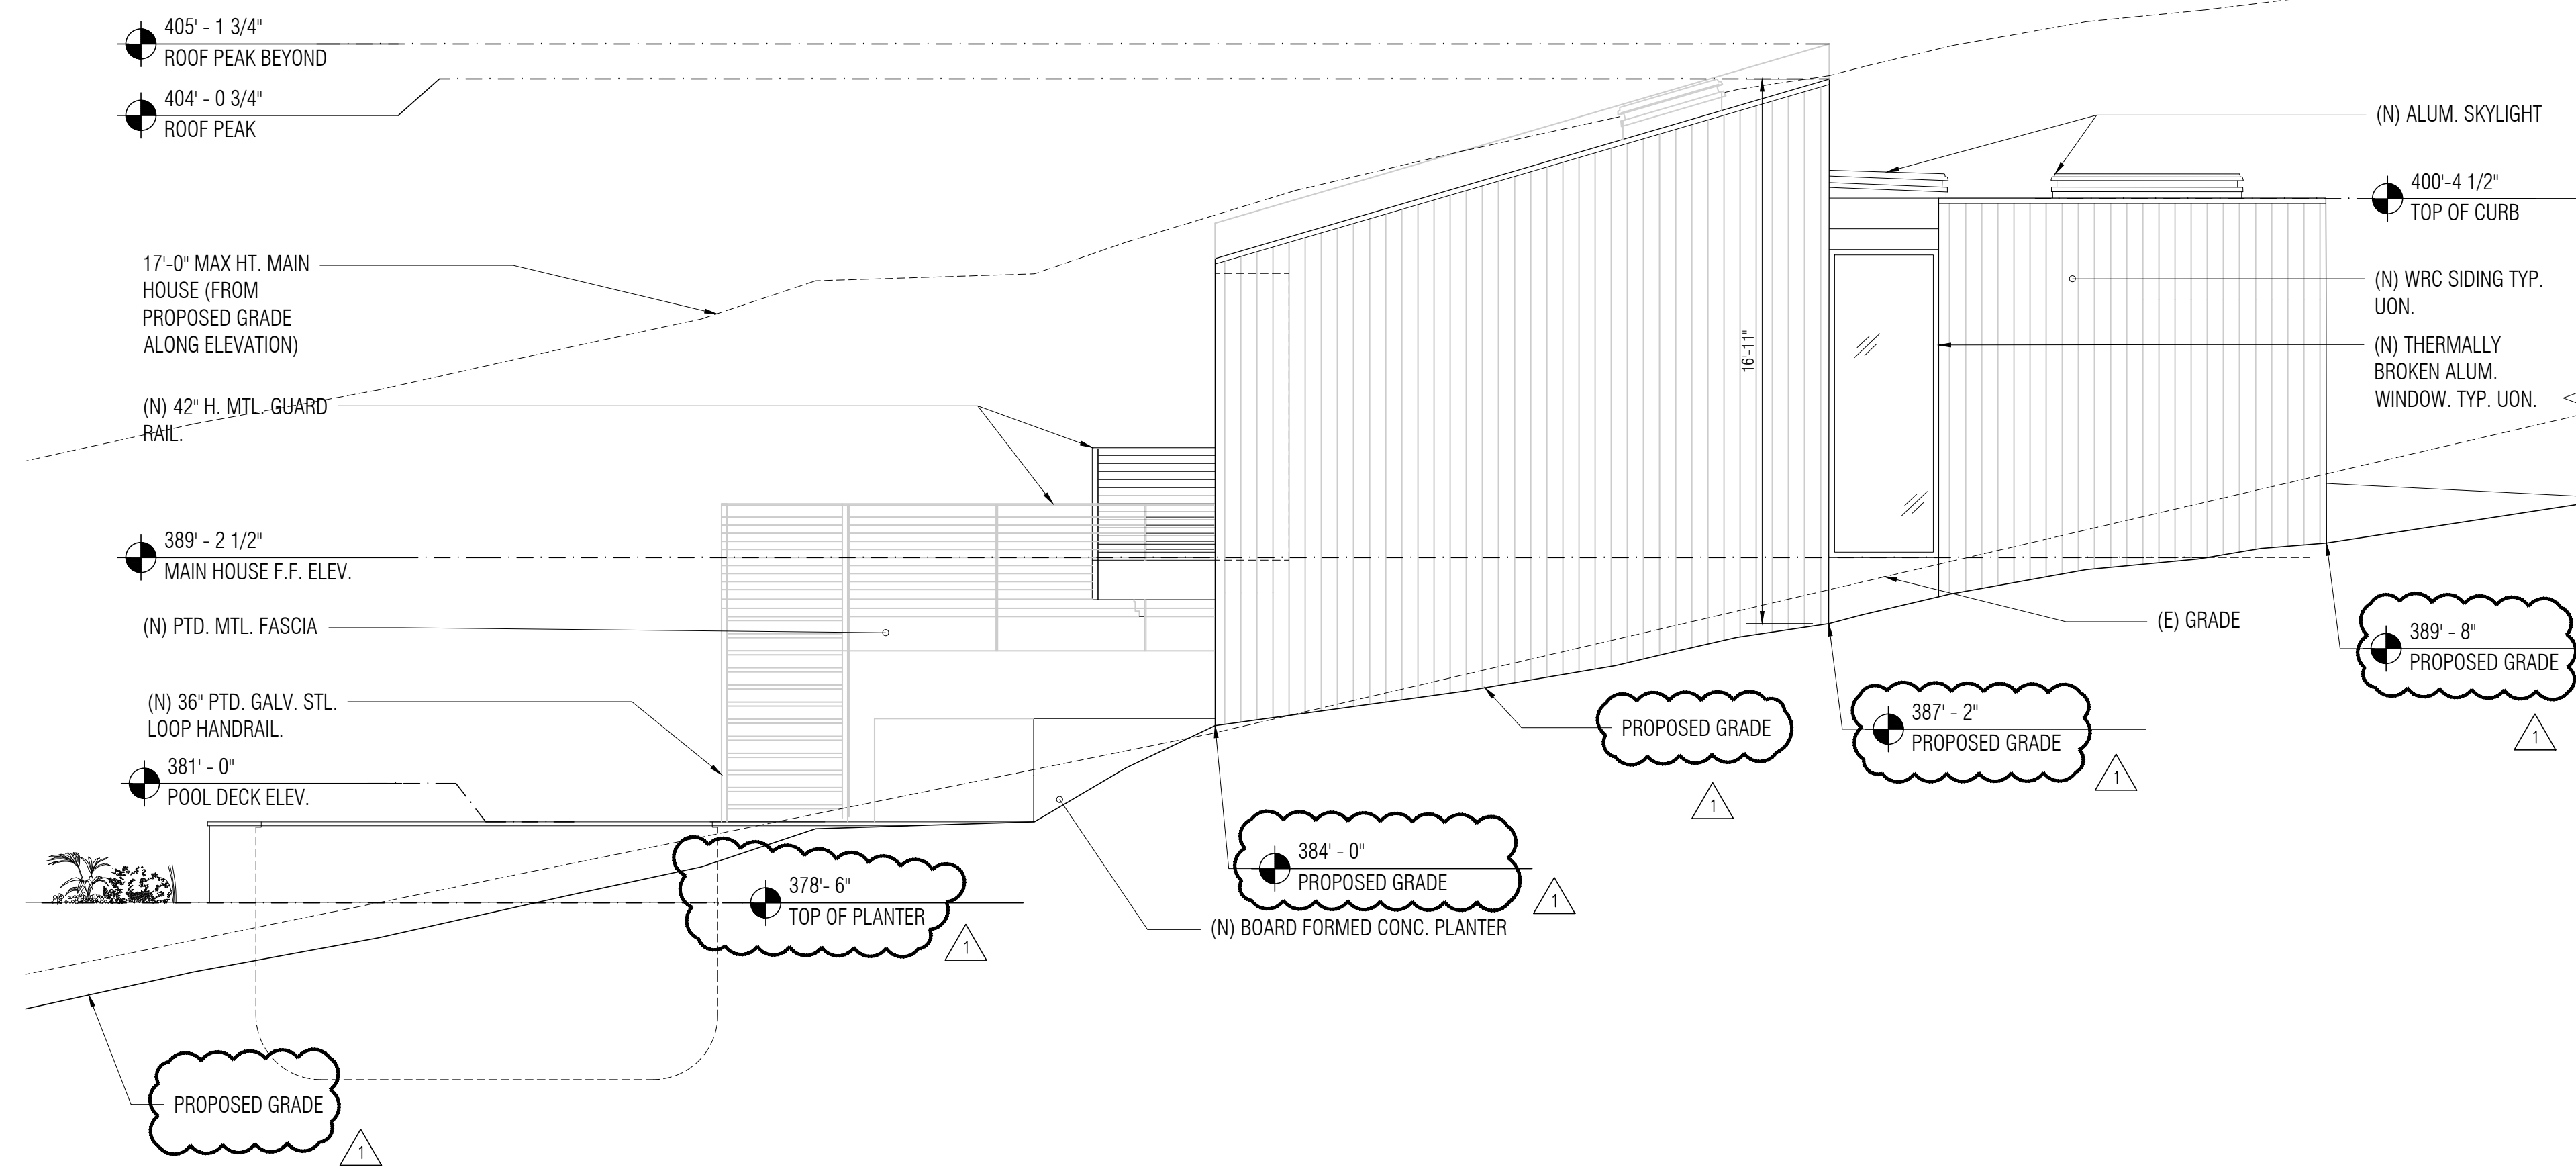 405' - 1 3/4"
ROOF PEAK BEYOND
404' - 0 3/4"
ROOF PEAK
(N) ALUM. SKYLIGHT
400'-4 1/2"
TOP OF CURB
17'-0" MAX HT. MAIN
HOUSE (FROM
PROPOSED GRADE
ALONG ELEVATION)
(N) WRC SIDING TYP.
UON.
16'-11"
(N) THERMALLY
BROKEN ALUM.
WINDOW. TYP. UON.
(N) 42" H. MTL. GUARD
RAIL.
389' - 2 1/2"
MAIN HOUSE F.F. ELEV.
(N) PTD. MTL. FASCIA
(E) GRADE
389' - 8"
PROPOSED GRADE
1
(N) 36" PTD. GALV. STL.
LOOP HANDRAIL.
PROPOSED GRADE
1
387' - 2"
PROPOSED GRADE
1
381' - 0"
POOL DECK ELEV.
384' - 0"
PROPOSED GRADE
1
378'- 6"
TOP OF PLANTER
1
(N) BOARD FORMED CONC. PLANTER
PROPOSED GRADE
1